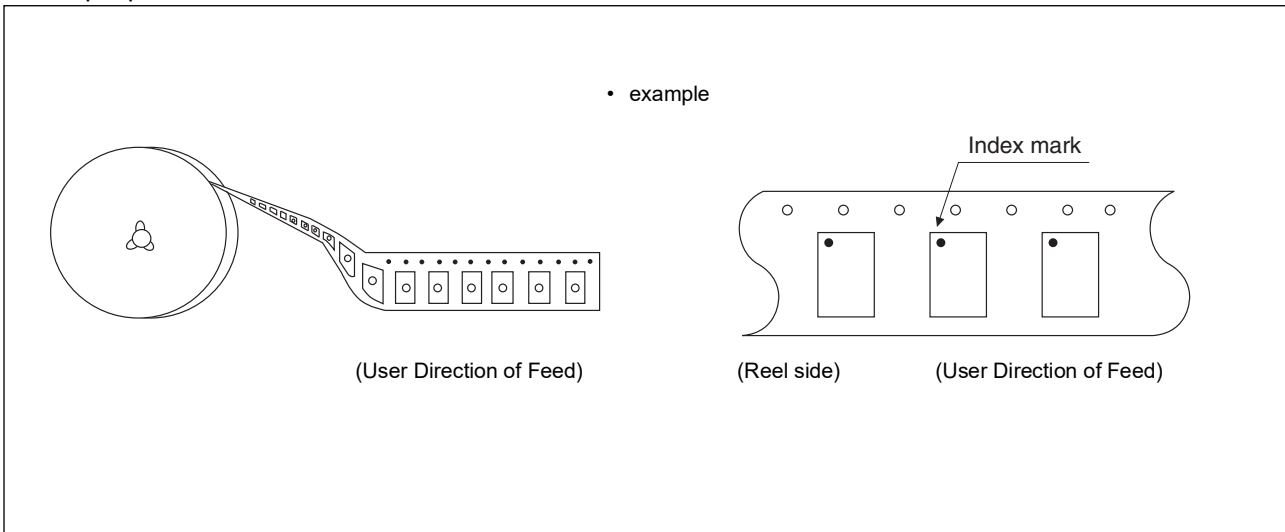 • example
Index mark
(User Direction of Feed)
(Reel side)
(User Direction of Feed)